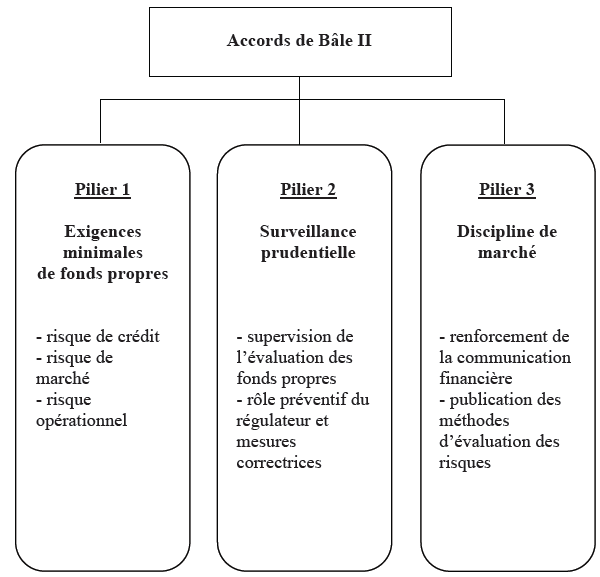 Accords de Bâle II
Pilier 1
Exigences
minimales
de fonds propres
- risque de crédit
- risque de
marché
- risque
opérationnel
Pilier 2
Surveillance
prudentielle
- supervision de
l’évaluation des
fonds propres
- rôle préventif du
régulateur et
mesures
correctrices
Pilier 3
Discipline de
marché
- renforcement de
la communication
financière
- publication des
méthodes
d’évaluation des
risques